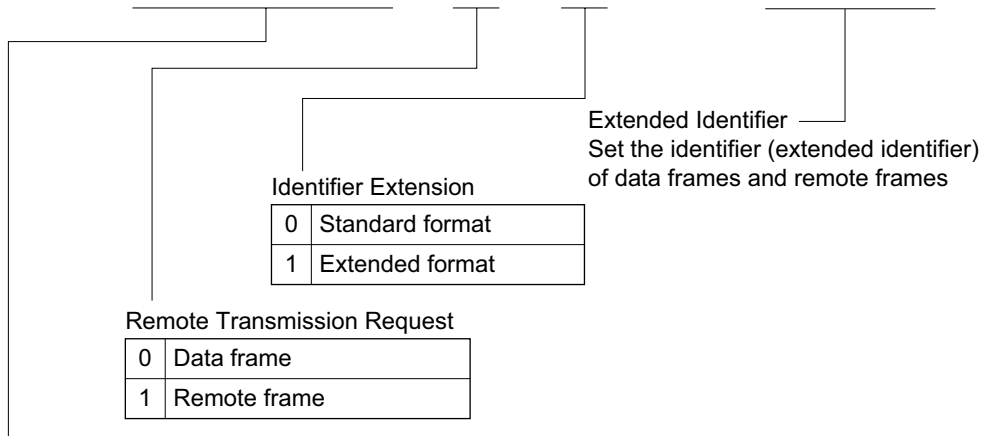 Extended Identifier
Set the identifier (extended identifier)
of data frames and remote frames
Identifier Extension
0 Standard format
1 Extended format
Remote Transmission Request
0 Data frame
1 Remote frame